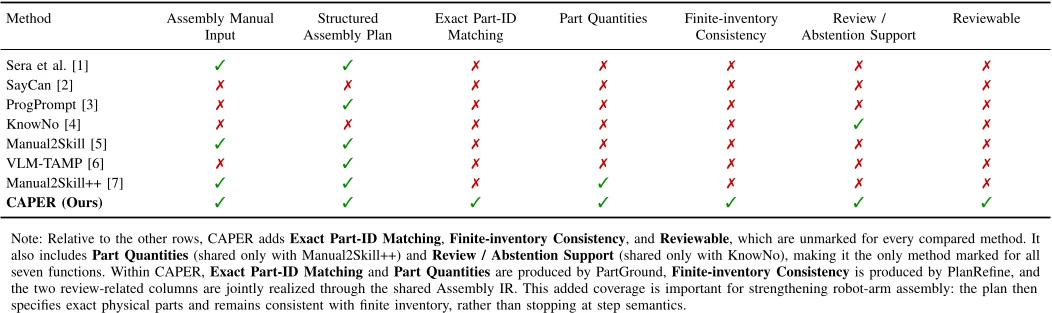 Method Assembly Manual Structured Exact Part-ID Part Quantities Finite-inventory Review / Reviewable
Input Assembly Plan Matching Consistency Abstention Support
Sera et al. [1] ✓ ✓ ✗ ✗ ✗ ✗ ✗
SayCan [2] ✗ ✗ ✗ ✗ ✗ ✗ ✗
ProgPrompt [3] ✗ ✓ ✗ ✗ ✗ ✗ ✗
KnowNo [4] ✗ ✗ ✗ ✗ ✗ ✓ ✗
Manual2Skill [5] ✓ ✓ ✗ ✗ ✗ ✗ ✗
VLM-TAMP [6] ✗ ✓ ✗ ✗ ✗ ✗ ✗
Manual2Skill++ [7] ✓ ✓ ✗ ✓ ✗ ✗ ✗
CAPER (Ours) ✓ ✓ ✓ ✓ ✓ ✓ ✓
Note: Relative to the other rows, CAPER adds Exact Part-ID Matching, Finite-inventory Consistency, and Reviewable, which are unmarked for every compared method. It
also includes Part Quantities (shared only with Manual2Skill++) and Review / Abstention Support (shared only with KnowNo), making it the only method marked for all
seven functions. Within CAPER, Exact Part-ID Matching and Part Quantities are produced by PartGround, Finite-inventory Consistency is produced by PlanRefine, and
the two review-related columns are jointly realized through the shared Assembly IR. This added coverage is important for strengthening robot-arm assembly: the plan then
specifies exact physical parts and remains consistent with finite inventory, rather than stopping at step semantics.